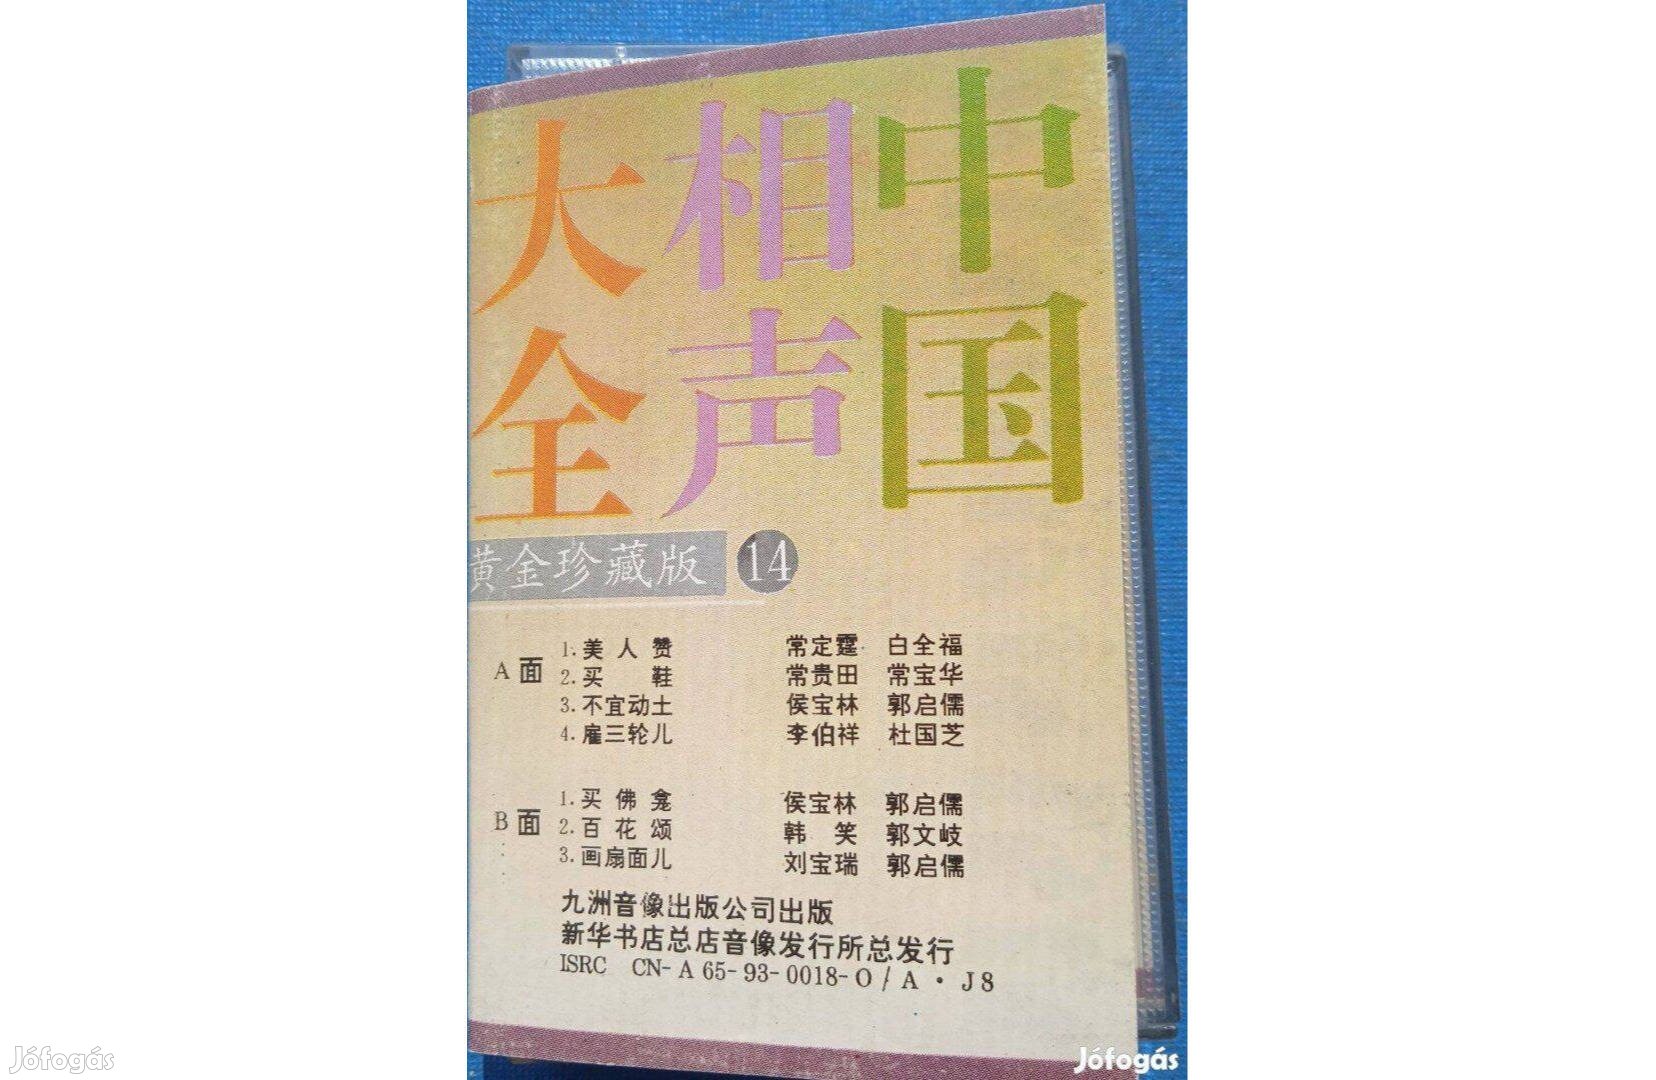 中国
相声
大全
黄金珍藏版 14
A面
1. 美人赞 常定霆 白全福
2. 买鞋 常贵田 常宝华
3. 不宜动土 侯宝林 郭启儒
4. 雇三轮儿 李伯祥 杜国芝
B面
1. 买佛龛 侯宝林 郭启儒
2. 百花颂 韩笑 郭文岐
3. 画扇面儿 刘宝瑞 郭启儒
九洲音像出版公司出版
新华书店总店音像发行所总发行
ISRC CN-A 65-93-0018-O/A·J8
Jófogás
Jófogás